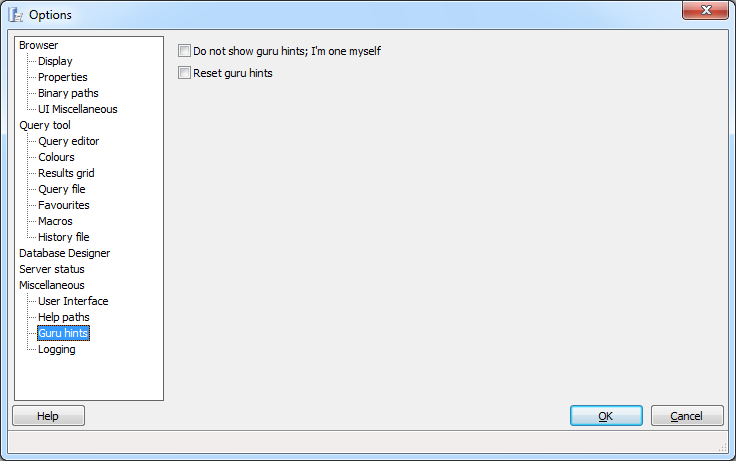 Options
Browser
Display
Properties
Binary paths
UI Miscellaneous
Query tool
Query editor
Colours
Results grid
Query file
Favourites
Macros
History file
Database Designer
Server status
Miscellaneous
User Interface
Help paths
Guru hints
Logging
Do not show guru hints; I'm one myself
Reset guru hints
Help
OK
Cancel